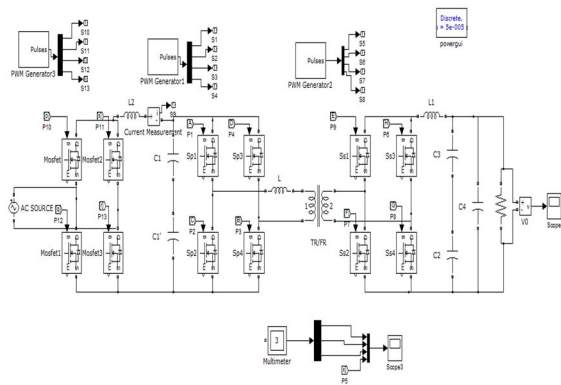 Pulses
PWM Generator3
S10
S11
S12
S13
Pulses
PWM Generator1
S1
S2
S3
S4
Pulses
PWM Generator2
S5
S6
S7
S8
Discrete,
s = 5e-005 s
powergui
L2
Current Measurement
S9
P10
P11
Mosfet
Mosfet2
C1
A
P1
D
P4
Sp1
Sp3
E
P9
H
P6
Ss1
Ss3
L1
C3
C4
L
1
2
TR/FR
AC SOURCE
P12
P13
Mosfet1
Mosfet3
C1'
P2
B
P3
Sp2
Sp4
F
P7
G
P8
Ss2
Ss4
C2
V0
Scope
3
Multimeter
P5
Scope3